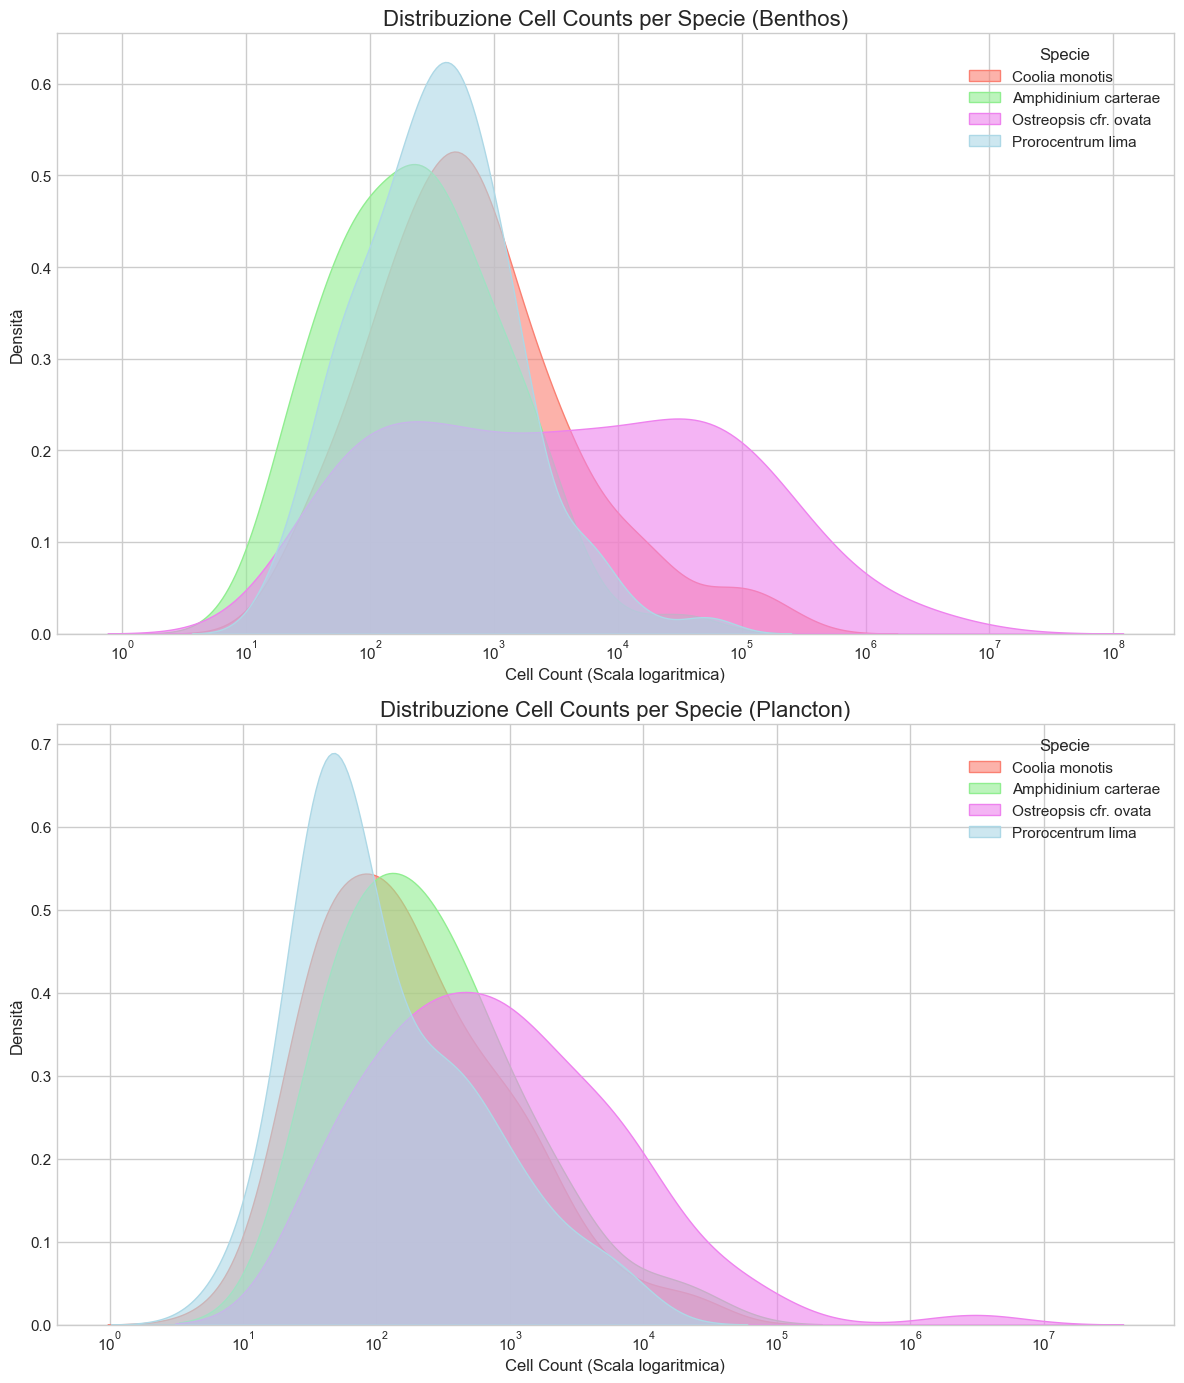 Distribuzione Cell Counts per Specie (Benthos)
Specie
Coolia monotis
Amphidinium carterae
Ostreopsis cfr. ovata
Prorocentrum lima
0.6
0.5
0.4
0.3
0.2
0.1
0.0
Densità
10⁰ 10¹ 10² 10³ 10⁴ 10⁵ 10⁶ 10⁷ 10⁸
Cell Count (Scala logaritmica)
Distribuzione Cell Counts per Specie (Plancton)
Specie
Coolia monotis
Amphidinium carterae
Ostreopsis cfr. ovata
Prorocentrum lima
0.7
0.6
0.5
0.4
0.3
0.2
0.1
0.0
Densità
10⁰ 10¹ 10² 10³ 10⁴ 10⁵ 10⁶ 10⁷
Cell Count (Scala logaritmica)